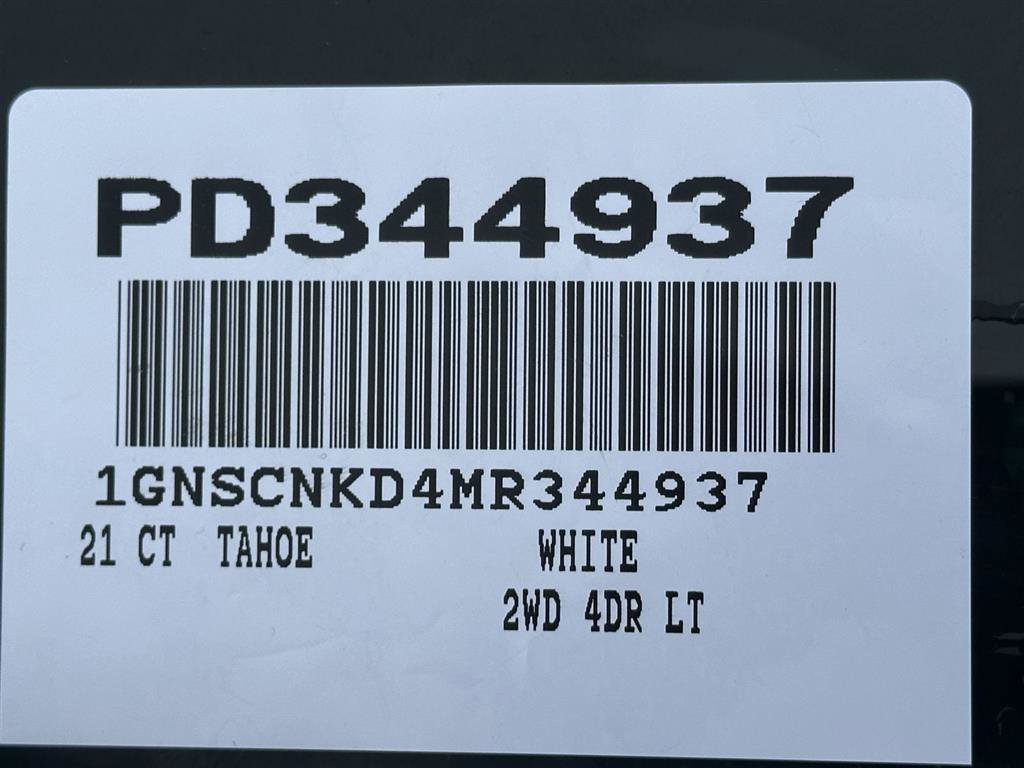 PD344937
1GNSCNKD4MR344937
21 CT TAHOE WHITE
2WD 4DR LT